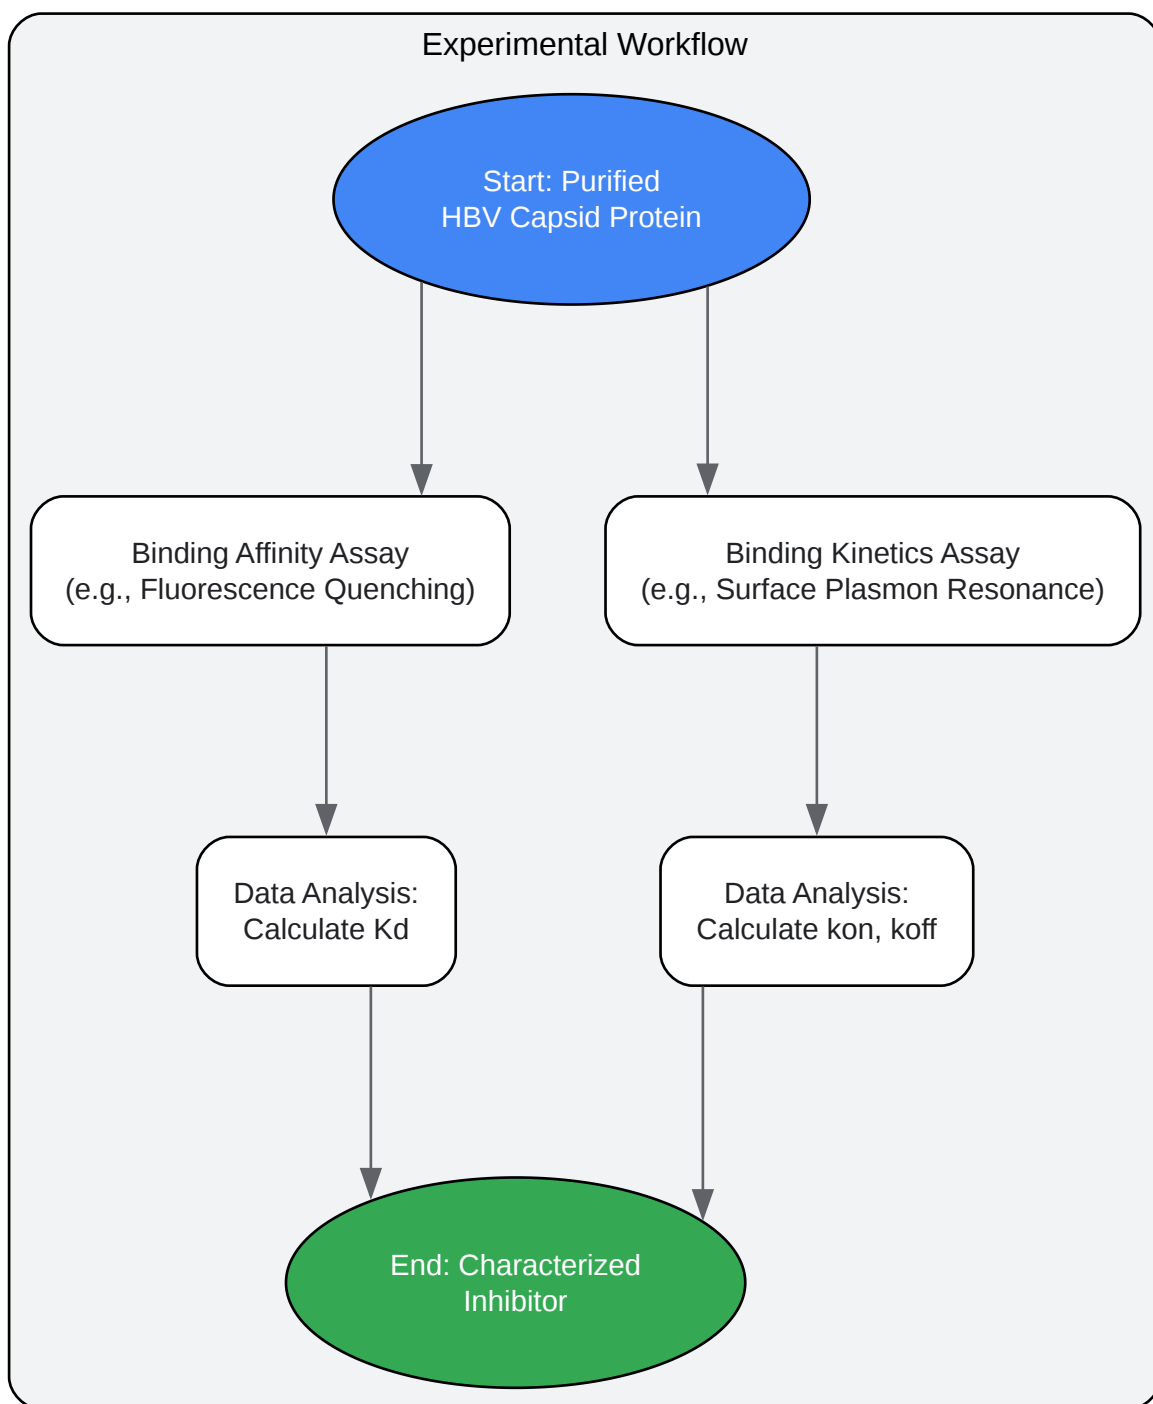 Experimental Workflow
Start: Purified
HBV Capsid Protein
Binding Affinity Assay
(e.g., Fluorescence Quenching)
Binding Kinetics Assay
(e.g., Surface Plasmon Resonance)
Data Analysis:
Calculate Kd
Data Analysis:
Calculate kon, koff
End: Characterized
Inhibitor